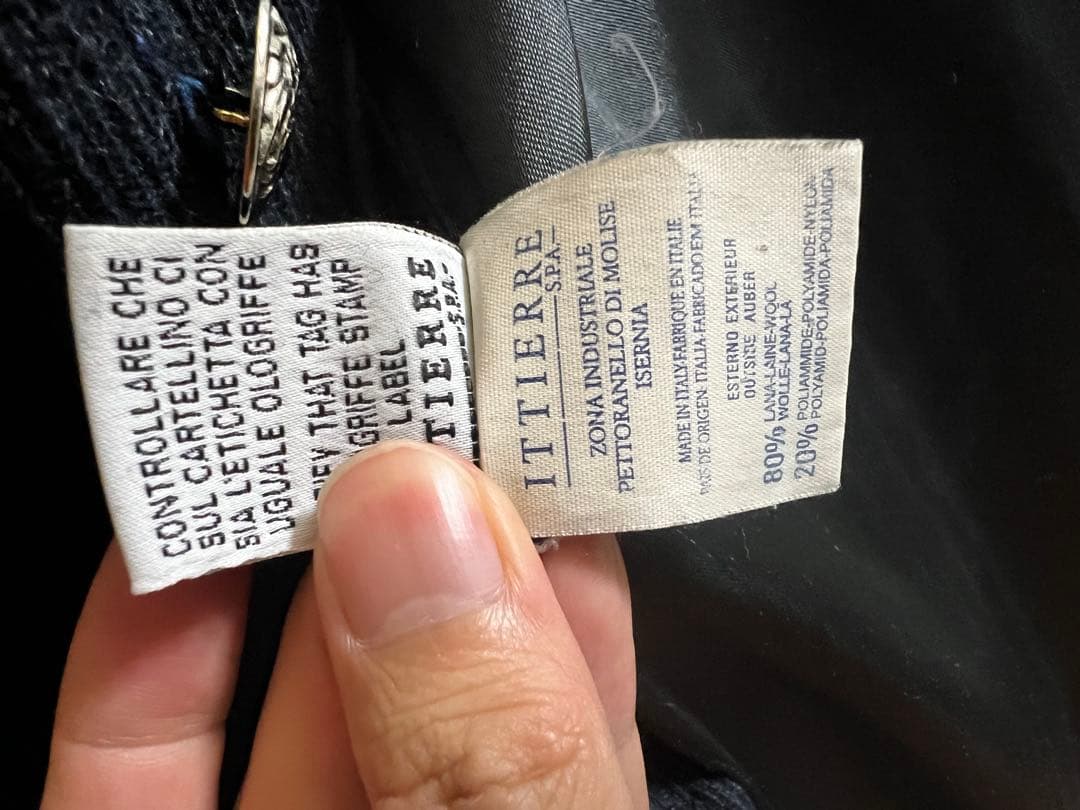 CONTROLLARE CHE
SUL CARTELLINO CI
SIA L'ETICHETTA CON
UGUALE OLOGRIFFE
THAT TAG HAS
STAMP
LABEL
S.P.A.-
ITTIERRE
S.P.A.
ZONA INDUSTRIALE
PETTORANELLO DI MOLISE
ISERNIA
MADE IN ITALY-FABRIQUE EN ITALIE
PAIS DE ORIGEN: ITALIA-FABRICADO EM ITALIA
ESTERNO EXTERIEUR
OUTSIDE AUBER
80% LANA-LAINE-WOOL
WOLLE-LANA-LÃ
20% POLIAMMIDE-POLYAMIDE-NYLON
POLYAMID-POLIAMIDA-POLIAMIDA